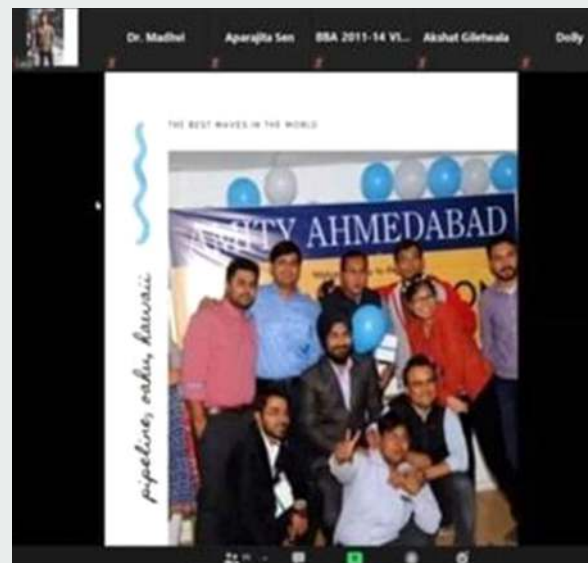 Dr. Madhvi
Aparajita Sen
BBA 2011-14 VI...
Akshat Giletwala
Dolly
THE BEST WAVES IN THE WORLD
AMITY AHMEDABAD
pipeline, oahu, hawaii